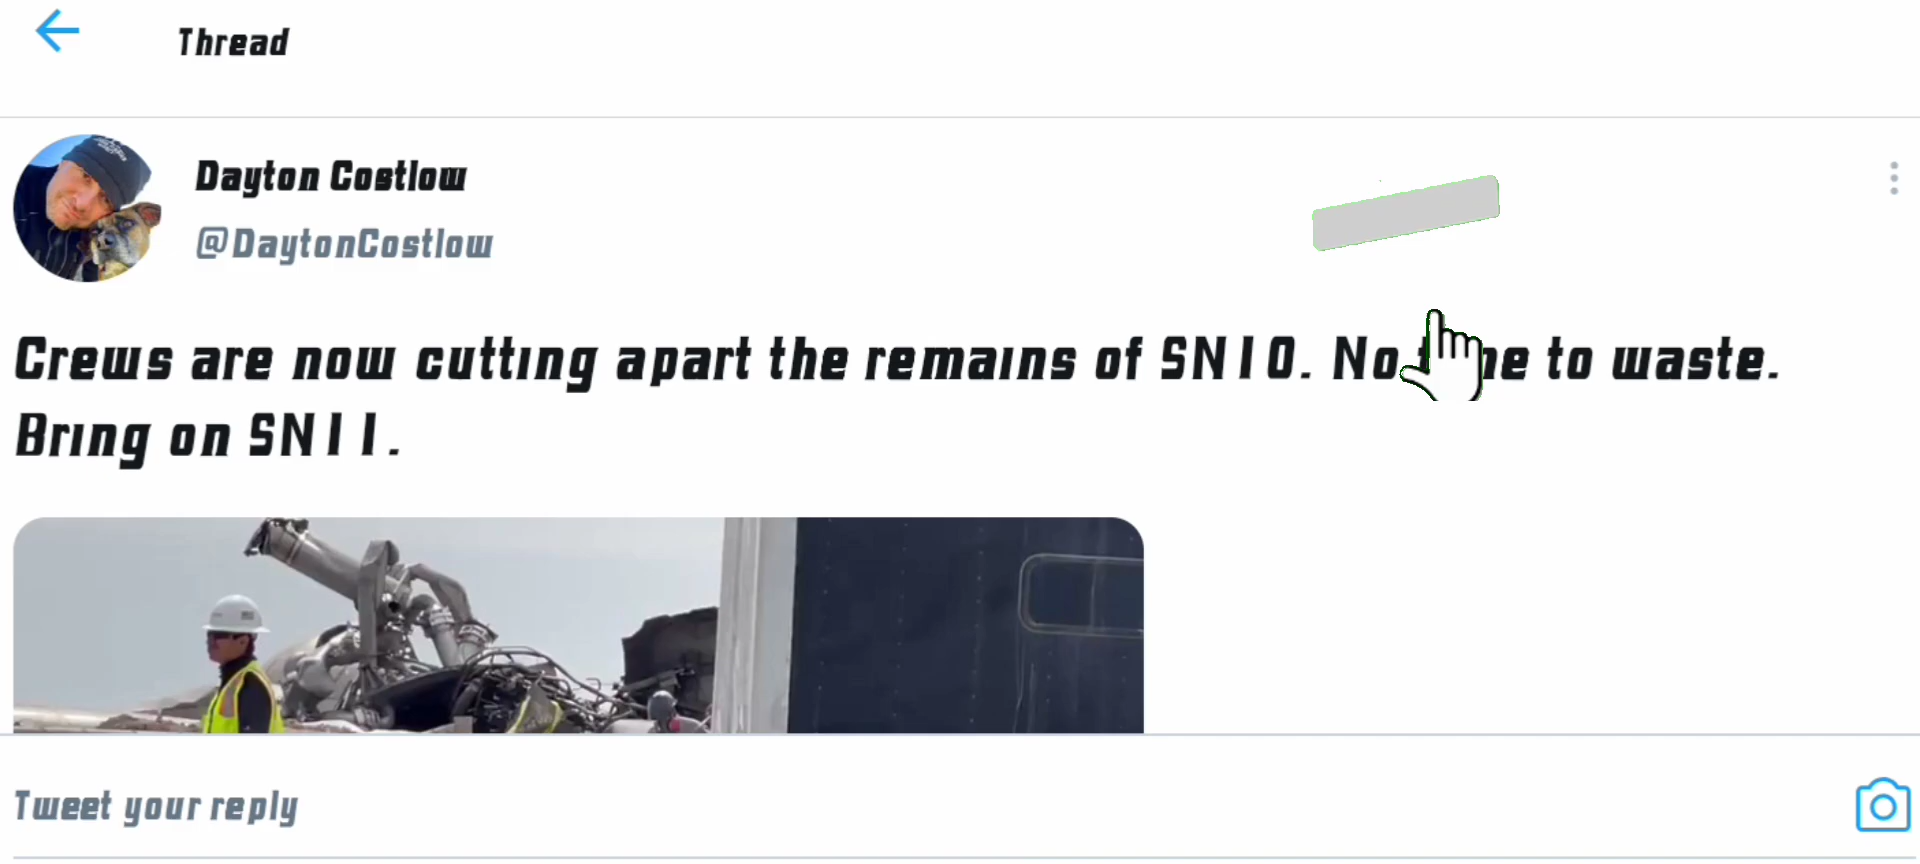 Thread
Dayton Costlow
@DaytonCostlow
Crews are now cutting apart the remains of SN10. No to waste.
Bring on SN11.
Tweet your reply